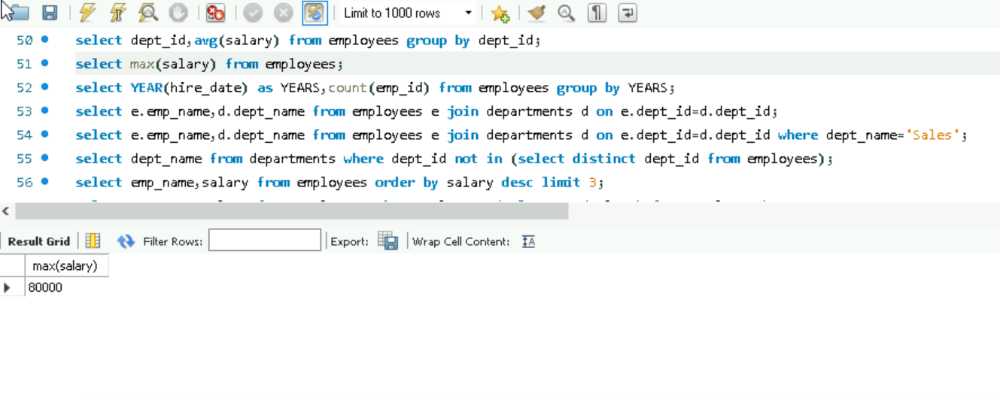 Limit to 1000 rows
50 select dept_id,avg(salary) from employees group by dept_id;
51 select max(salary) from employees;
52 select YEAR(hire_date) as YEARS,count(emp_id) from employees group by YEARS;
53 select e.emp_name,d.dept_name from employees e join departments d on e.dept_id=d.dept_id;
54 select e.emp_name,d.dept_name from employees e join departments d on e.dept_id=d.dept_id where dept_name='Sales';
55 select dept_name from departments where dept_id not in (select distinct dept_id from employees);
56 select emp_name,salary from employees order by salary desc limit 3;
Result Grid Filter Rows: Export: Wrap Cell Content: IA
max(salary)
80000